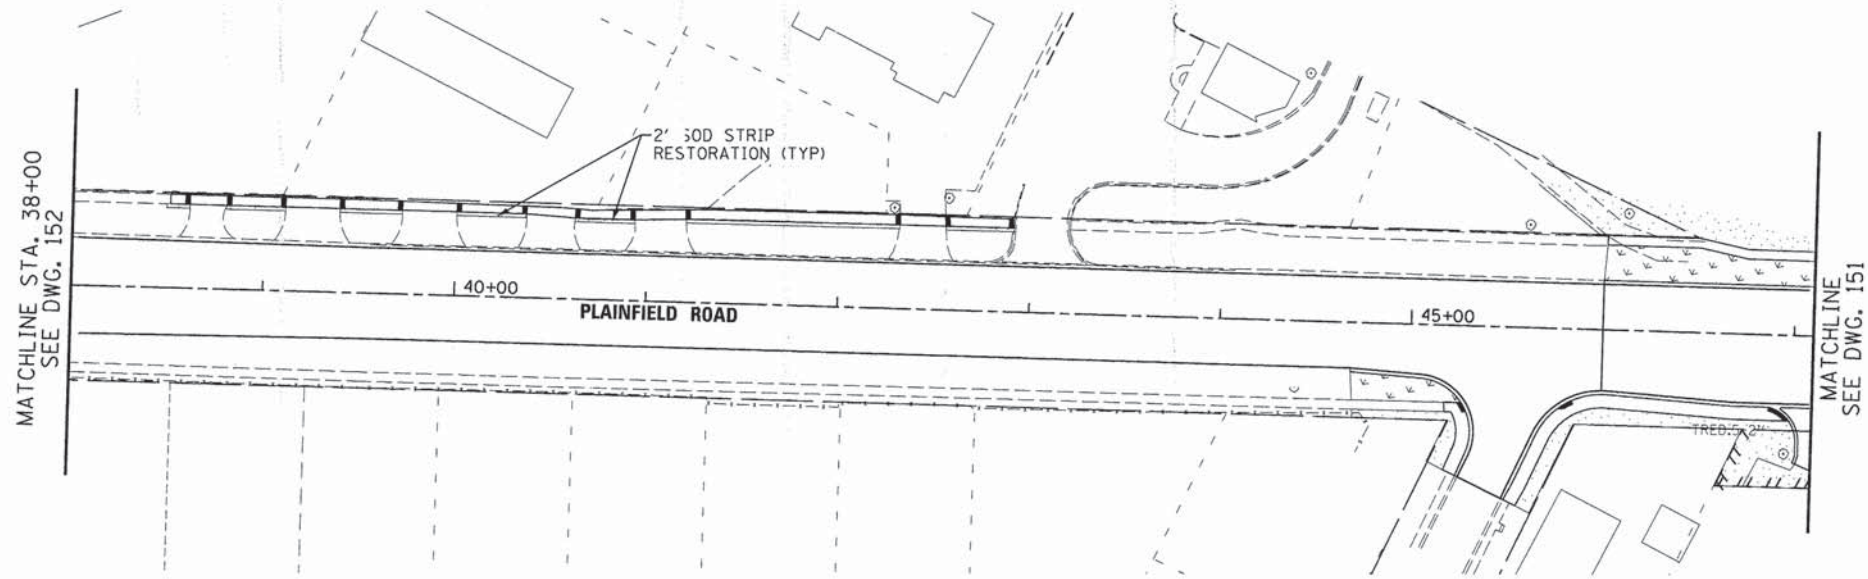 MATCHLINE STA. 38+00
SEE DWG. 152
2' SOD STRIP
RESTORATION (TYP)
40+00
PLAINFIELD ROAD
45+00
MATCHLINE
SEE DWG. 151